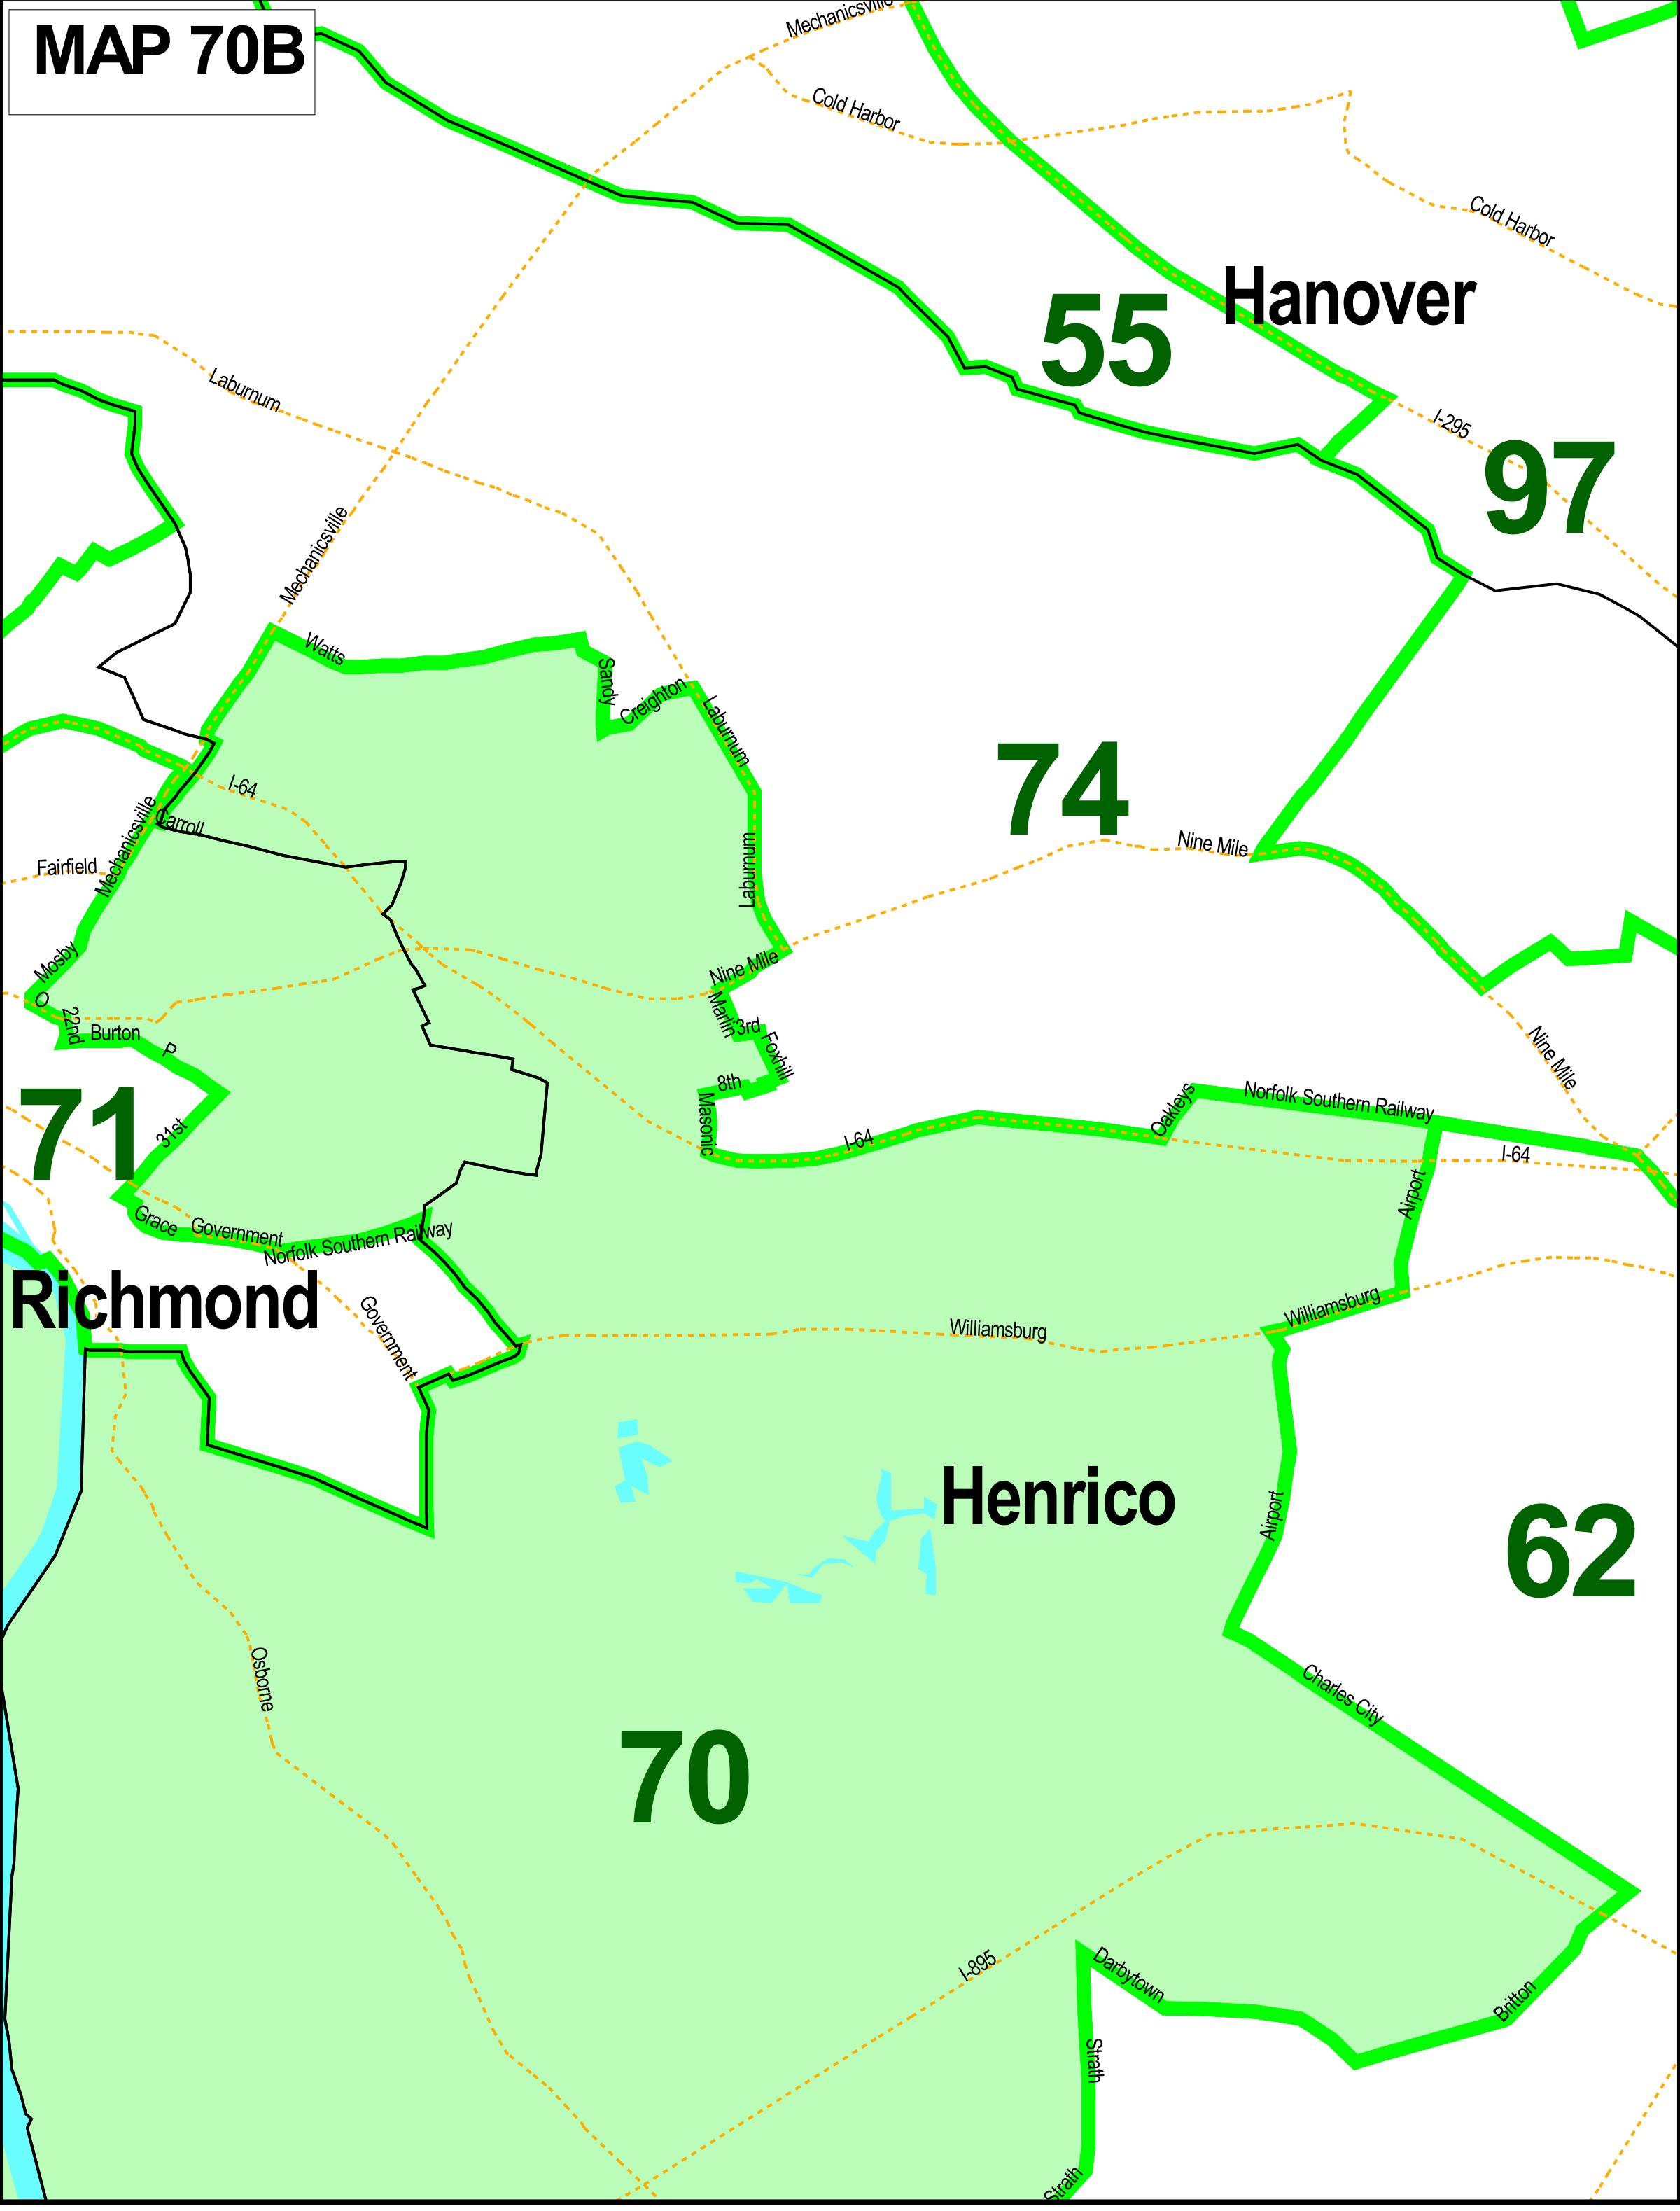 MAP 70B
Mechanicsville
Cold Harbor
Cold Harbor
Hanover
55
Laburnum
I-295
97
Mechanicsville
Watts
Sandy
Creighton
Laburnum
74
I-64
Mechanicsville
Carroll
Nine Mile
Fairfield
Laburnum
Mosby
Nine Mile
O
22nd
Burton
P
Marlin
3rd
Foxhill
Nine Mile
8th
71
Masonic
31st
I-64
Oakleys
Norfolk Southern Railway
I-64
Airport
Grace
Government
Norfolk Southern Railway
Richmond
Government
Williamsburg
Williamsburg
Henrico
Airport
62
Osborne
Charles City
70
I-895
Darbytown
Britton
Strath
Strath